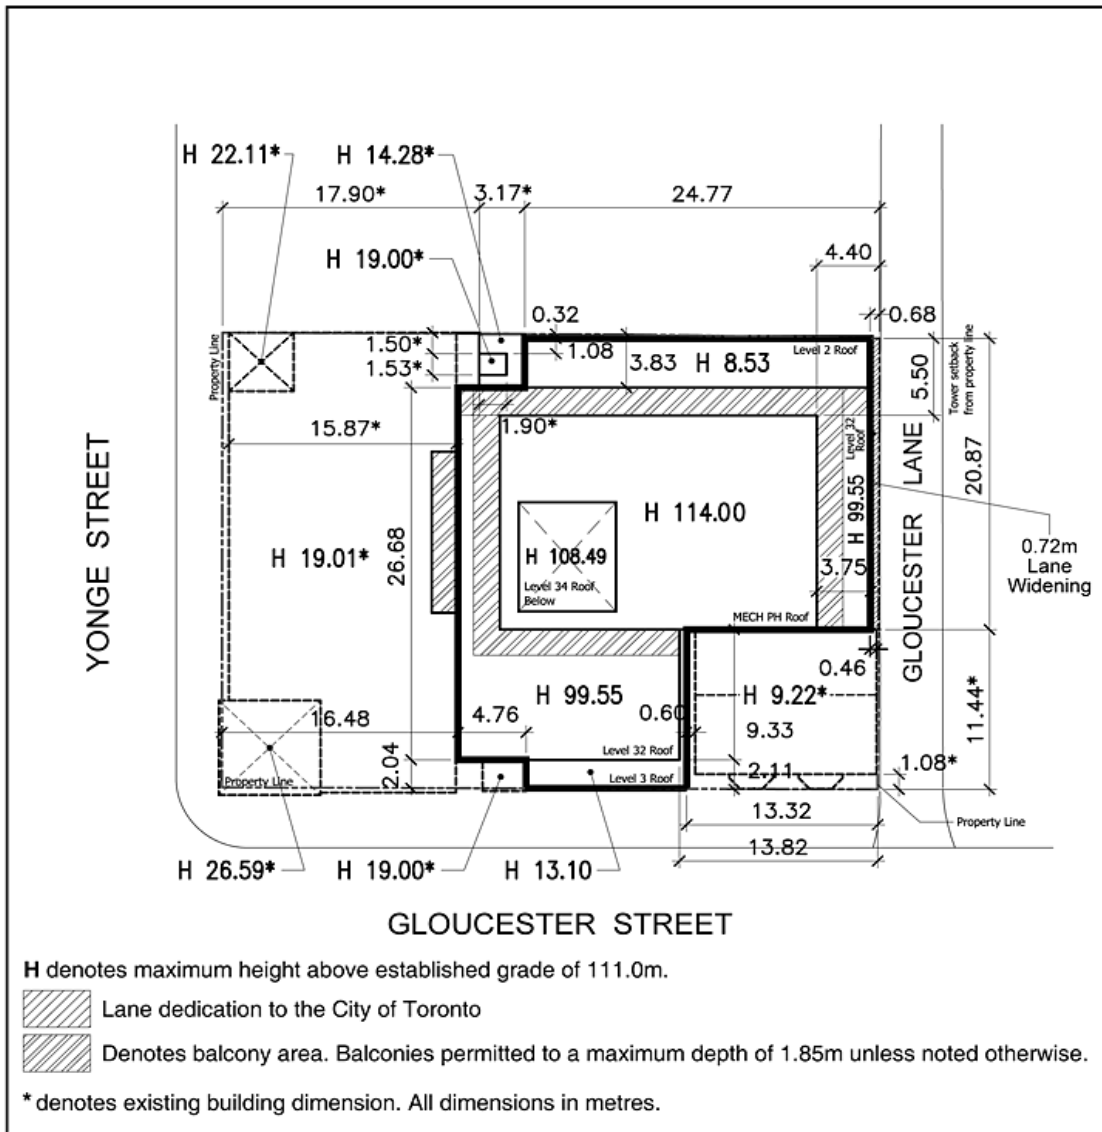 H 22.11*
H 14.28*
17.90*
3.17*
24.77
H 19.00*
4.40
0.32
0.68
1.50*
1.08
Level 2 Roof
1.53*
3.83
H 8.53
Property Line
5.50
Tower setback
from property line
15.87*
1.90*
Level 32
Roof
20.87
YONGE STREET
H 19.01*
26.68
H 114.00
H 99.55
GLOUCESTER LANE
H 108.49
Level 34 Roof
Below
3.75
0.72m
Lane
Widening
MECH PH Roof
0.46
H 99.55
H 9.22*
11.44*
16.48
4.76
0.60
9.33
Level 32 Roof
2.04
Property Line
Level 3 Roof
2.11
1.08*
13.32
Property Line
13.82
H 26.59*
H 19.00*
H 13.10
GLOUCESTER STREET
H denotes maximum height above established grade of 111.0m.
Lane dedication to the City of Toronto
Denotes balcony area. Balconies permitted to a maximum depth of 1.85m unless noted otherwise.
* denotes existing building dimension. All dimensions in metres.